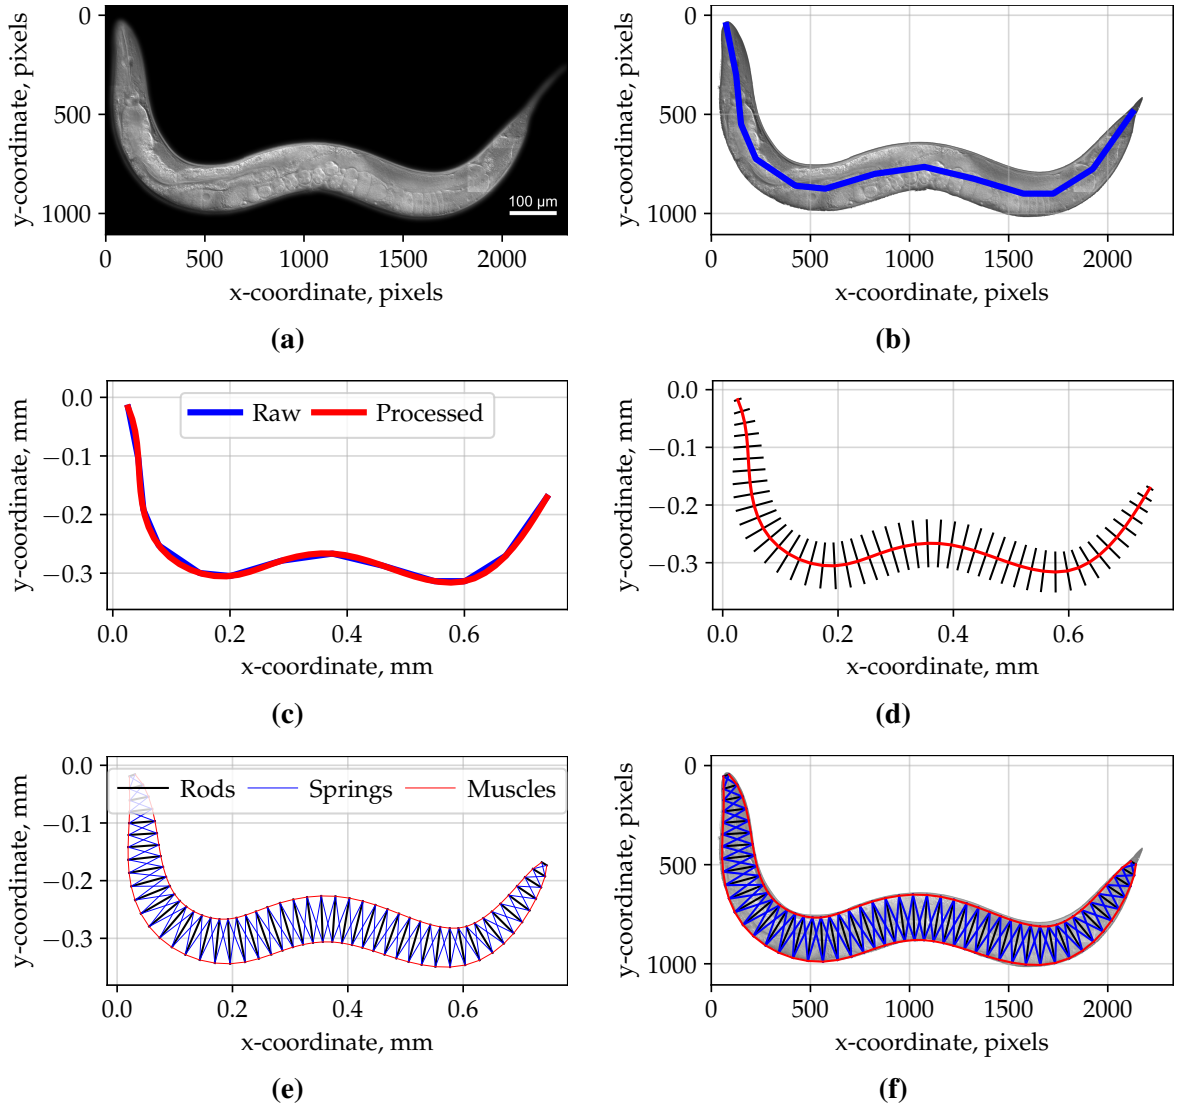 y-coordinate, pixels
0
500
1000
100 µm
0 500 1000 1500 2000
x-coordinate, pixels
(a)
y-coordinate, pixels
0
500
1000
0 500 1000 1500 2000
x-coordinate, pixels
(b)
y-coordinate, mm
0.0
−0.1
−0.2
−0.3
Raw Processed
0.0 0.2 0.4 0.6
x-coordinate, mm
(c)
y-coordinate, mm
0.0
−0.1
−0.2
−0.3
0.0 0.2 0.4 0.6
x-coordinate, mm
(d)
y-coordinate, mm
0.0
−0.1
−0.2
−0.3
Rods Springs Muscles
0.0 0.2 0.4 0.6
x-coordinate, mm
(e)
y-coordinate, pixels
0
500
1000
0 500 1000 1500 2000
x-coordinate, pixels
(f)